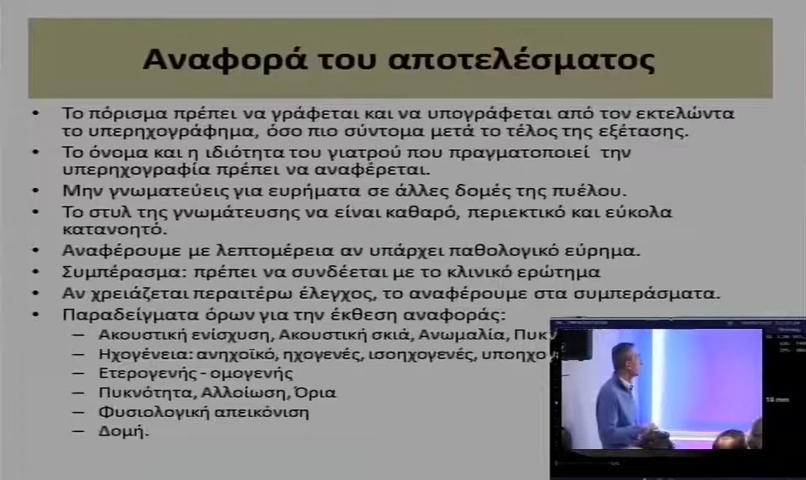 Αναφορά του αποτελέσματος
• Το πόρισμα πρέπει να γράφεται και να υπογράφεται από τον εκτελώντα
το υπερηχογράφημα, όσο πιο σύντομα μετά το τέλος της εξέτασης.
• Το όνομα και η ιδιότητα του γιατρού που πραγματοποιεί την
υπερηχογραφία πρέπει να αναφέρεται.
• Μην γνωματεύεις για ευρήματα σε άλλες δομές της πυέλου.
• Το στυλ της γνωμάτευσης να είναι καθαρό, περιεκτικό και εύκολα
κατανοητό.
• Αναφέρουμε με λεπτομέρεια αν υπάρχει παθολογικό εύρημα.
• Συμπέρασμα: πρέπει να συνδέεται με το κλινικό ερώτημα
• Αν χρειάζεται περαιτέρω έλεγχος, το αναφέρουμε στα συμπεράσματα.
• Παραδείγματα όρων για την έκθεση αναφοράς:
– Ακουστική ενίσχυση, Ακουστική σκιά, Ανωμαλία,
– Ηχογένεια: ανηχοϊκό, ηχογενές, ισοηχογενές,
– Ετερογενής - ομογενής
– Πυκνότητα, Αλλοίωση, Όρια
– Φυσιολογική απεικόνιση
– Δομή.